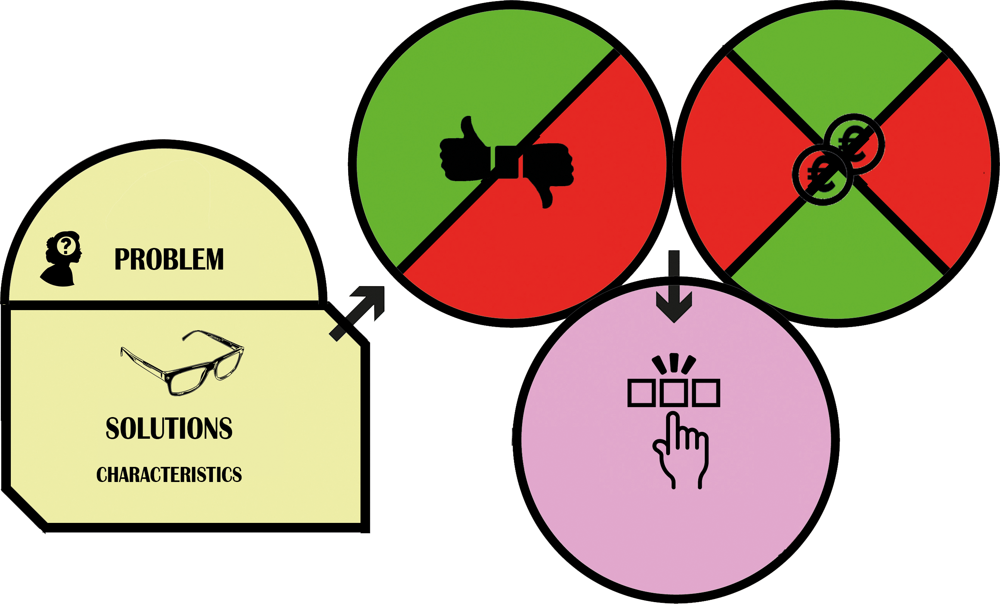 ?
PROBLEM
SOLUTIONS
CHARACTERISTICS